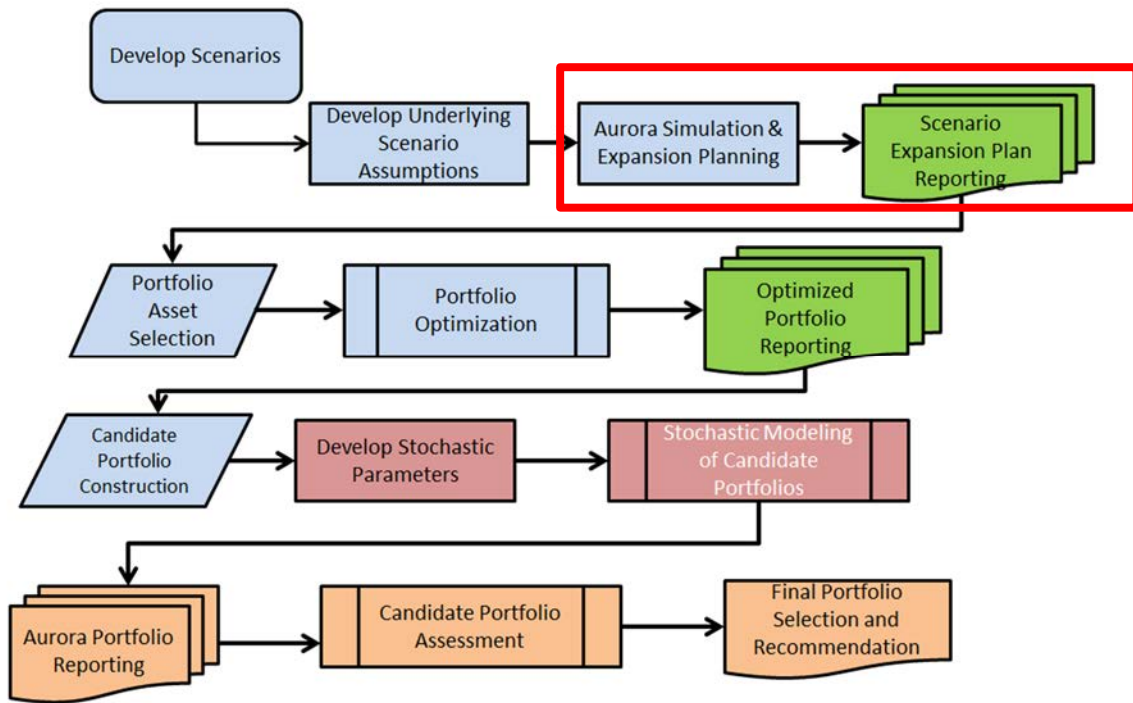 Develop Scenarios
Develop Underlying
Scenario
Assumptions
Aurora Simulation &
Expansion Planning
Scenario
Expansion Plan
Reporting
Portfolio
Asset
Selection
Portfolio
Optimization
Optimized
Portfolio
Reporting
Candidate
Portfolio
Construction
Develop Stochastic
Parameters
Stochastic Modeling
of Candidate
Portfolios
Aurora Portfolio
Reporting
Candidate Portfolio
Assessment
Final Portfolio
Selection and
Recommendation